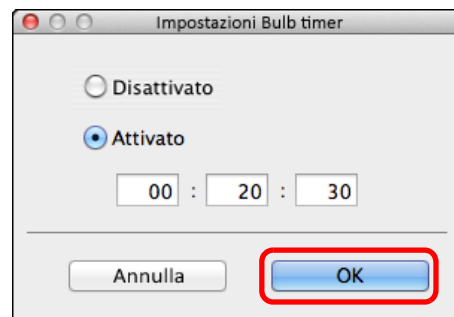 Impostazioni Bulb timer
Disattivato
Attivato
00 : 20 : 30
Annulla OK